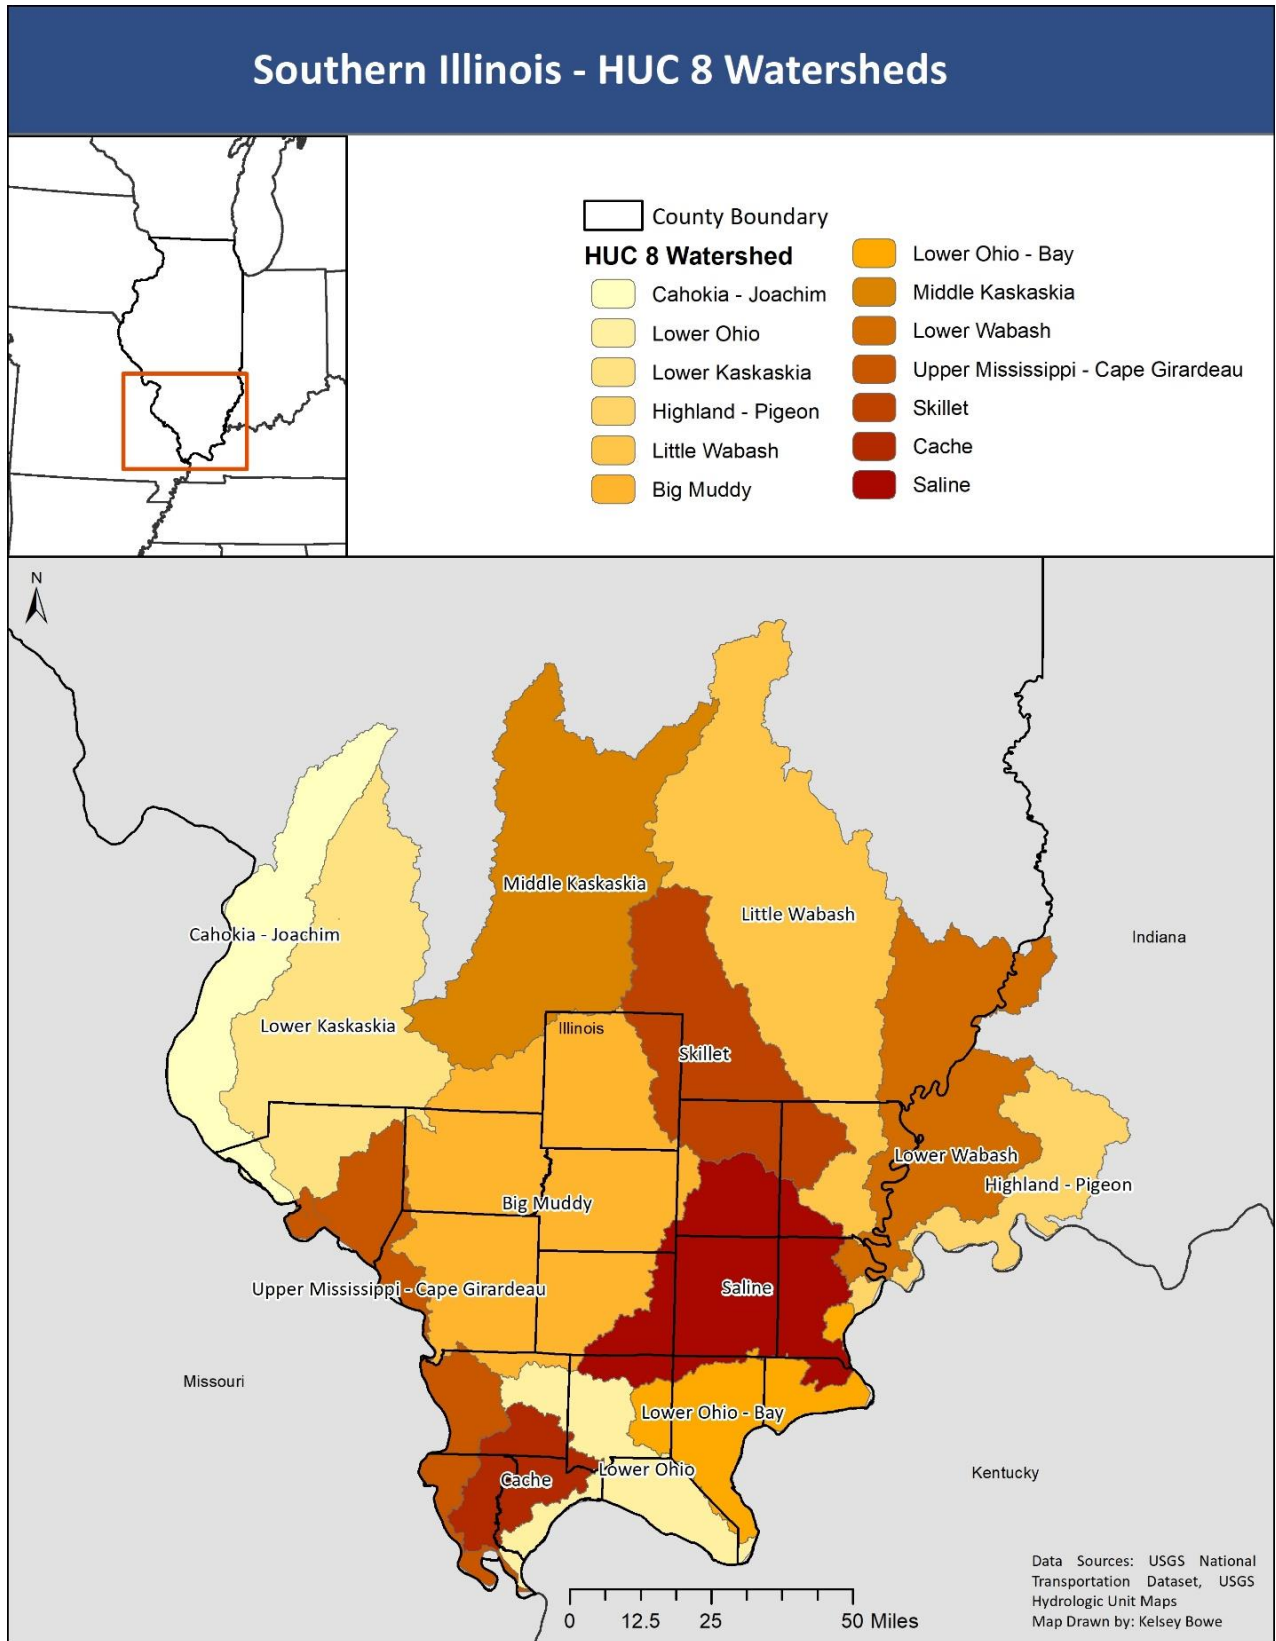 Southern Illinois - HUC 8 Watersheds
County Boundary
HUC 8 Watershed
Cahokia - Joachim
Lower Ohio
Lower Kaskaskia
Highland - Pigeon
Little Wabash
Big Muddy
Lower Ohio - Bay
Middle Kaskaskia
Lower Wabash
Upper Mississippi - Cape Girardeau
Skillet
Cache
Saline
N
Middle Kaskaskia
Little Wabash
Cahokia - Joachim
Indiana
Lower Kaskaskia
Illinois
Skillet
Lower Wabash
Highland - Pigeon
Big Muddy
Upper Mississippi - Cape Girardeau
Saline
Missouri
Lower Ohio - Bay
Lower Ohio
Cache
Kentucky
Data Sources: USGS National
Transportation Dataset, USGS
Hydrologic Unit Maps
Map Drawn by: Kelsey Bowe
0 12.5 25 50 Miles